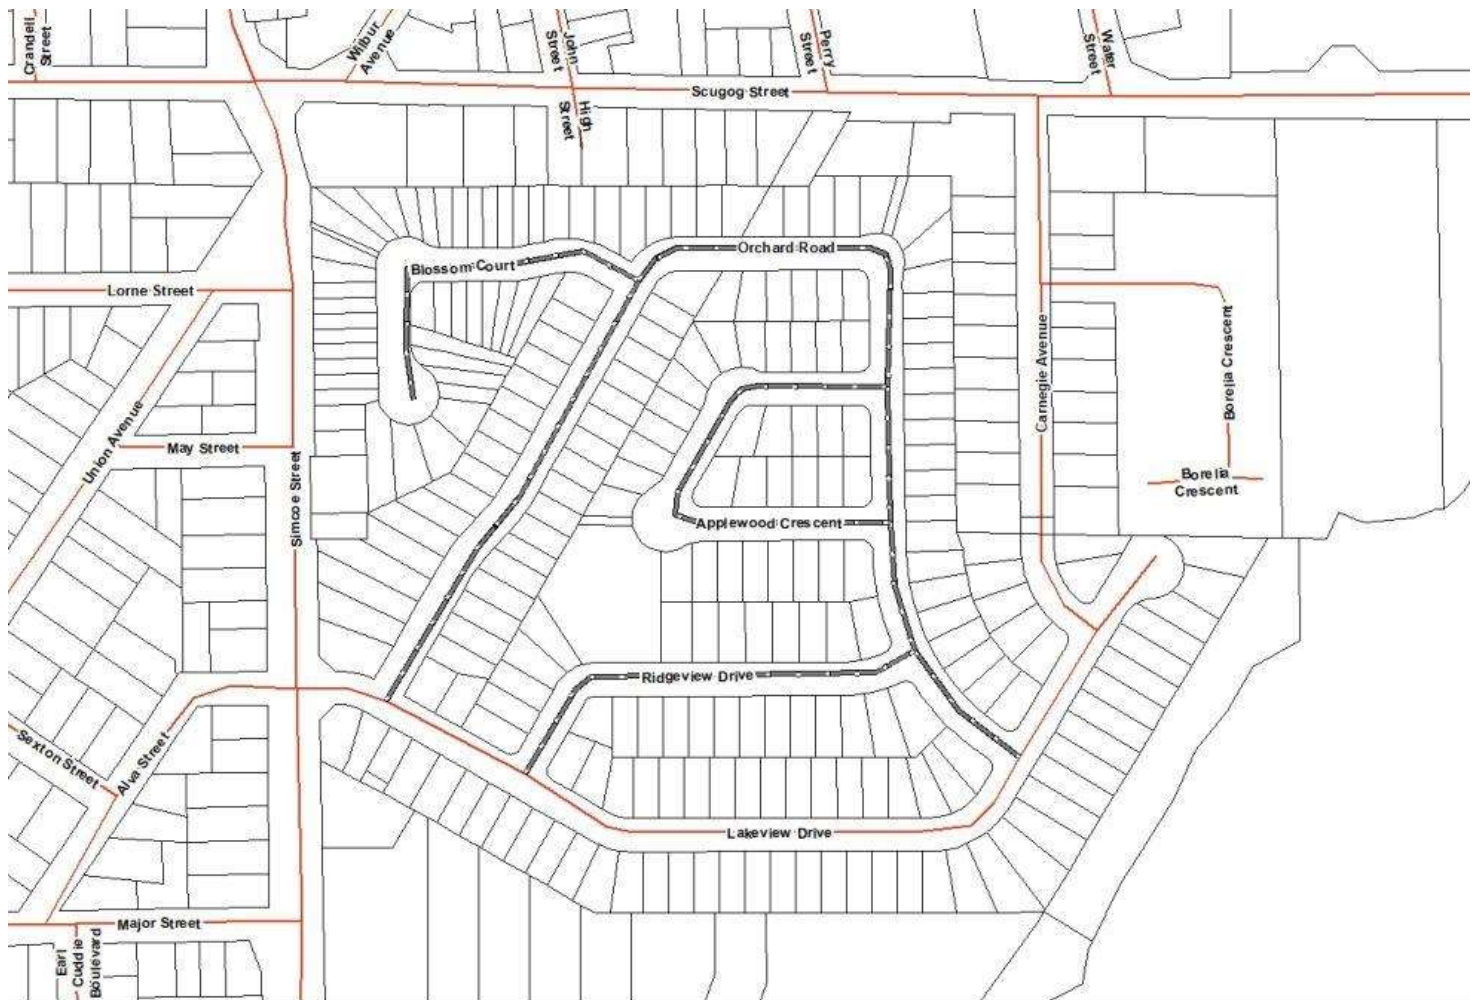 Crandell
Street
Wilbur
Avenue
John
Street
Perry
Street
Water
Street
Scugog Street
High
Street
Orchard Road
Blossom Court
Lorne Street
Carnegie Avenue
Borelia Crescent
Union Avenue
May Street
Simcoe Street
Borelia
Crescent
Applewood Crescent
Ridgeview Drive
Sexton Street
Alva Street
Lakeview Drive
Major Street
Earl
Cuddie
Boulevard